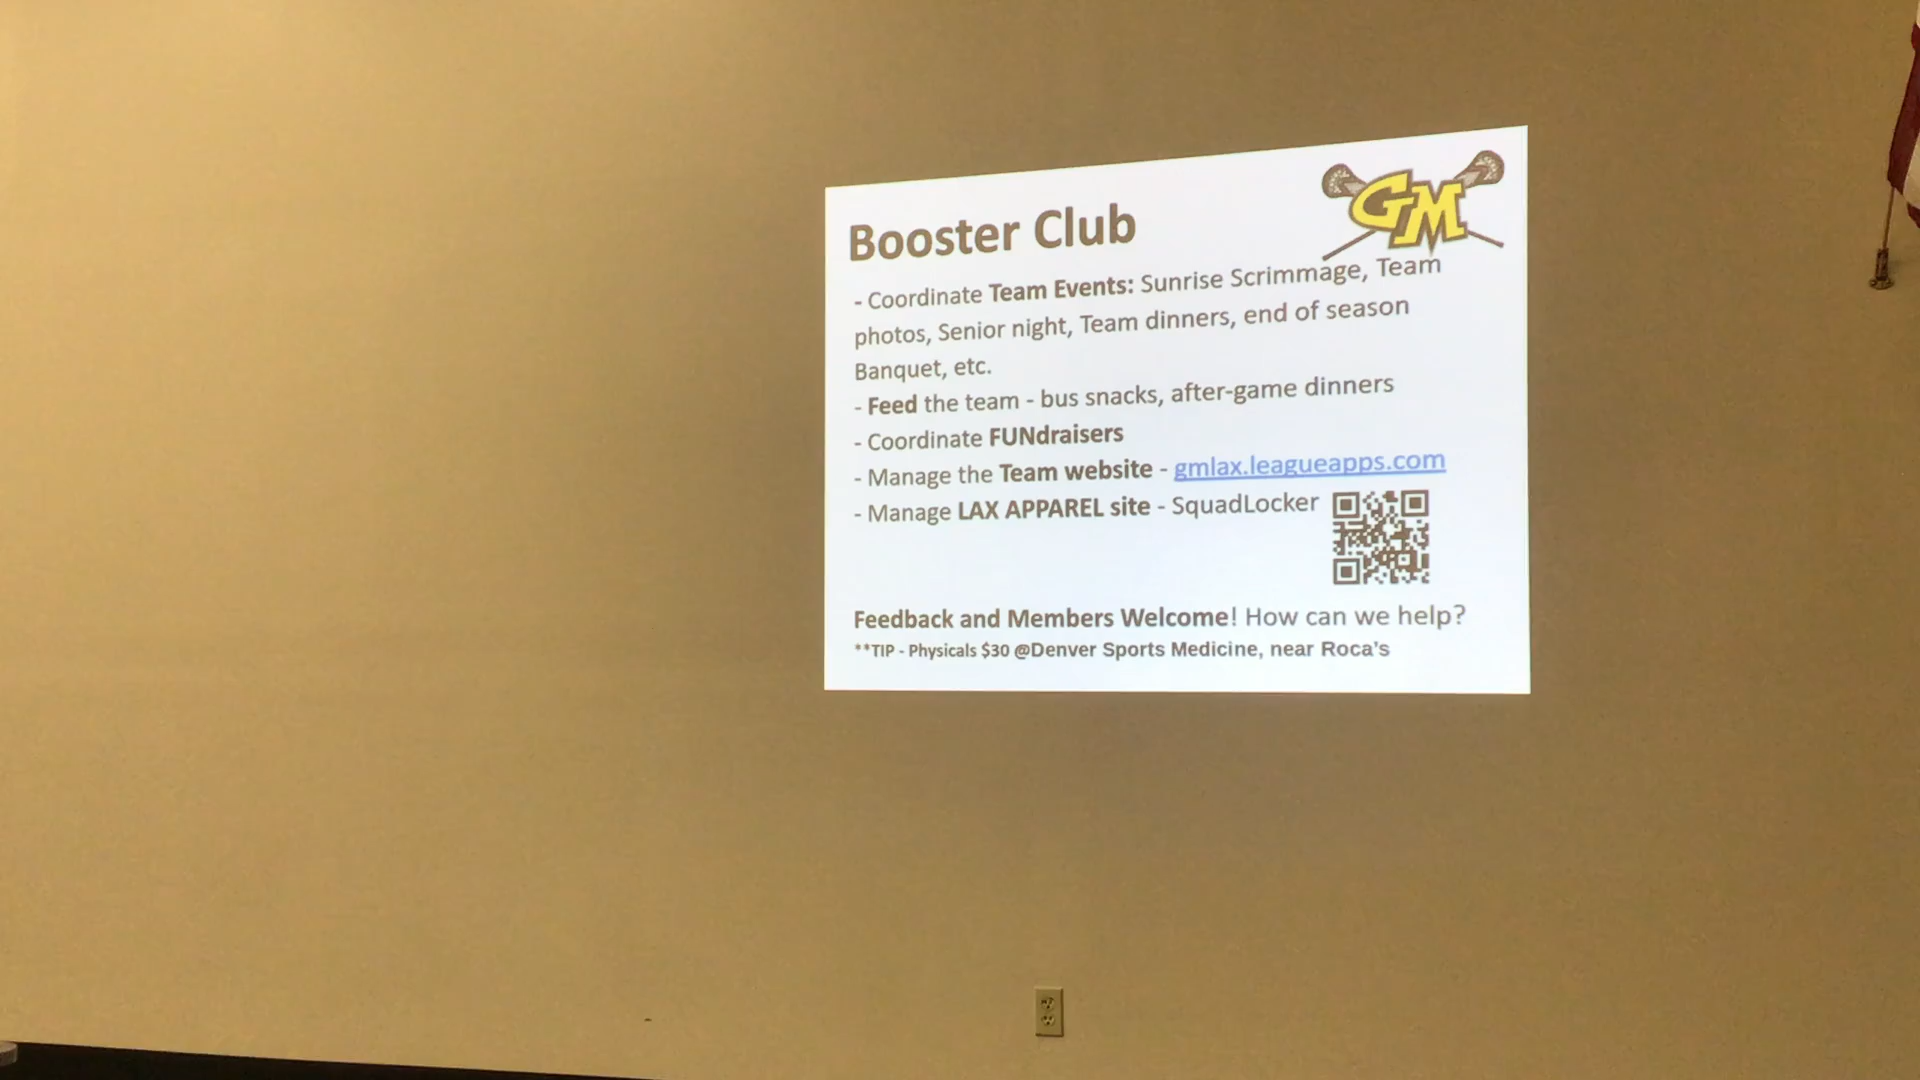 GM
Booster Club
- Coordinate Team Events: Sunrise Scrimmage, Team
photos, Senior night, Team dinners, end of season
Banquet, etc.
- Feed the team - bus snacks, after-game dinners
- Coordinate FUNdraisers
- Manage the Team website - gmlax.leagueapps.com
- Manage LAX APPAREL site - SquadLocker
Feedback and Members Welcome! How can we help?
**TIP - Physicals $30 @Denver Sports Medicine, near Roca's